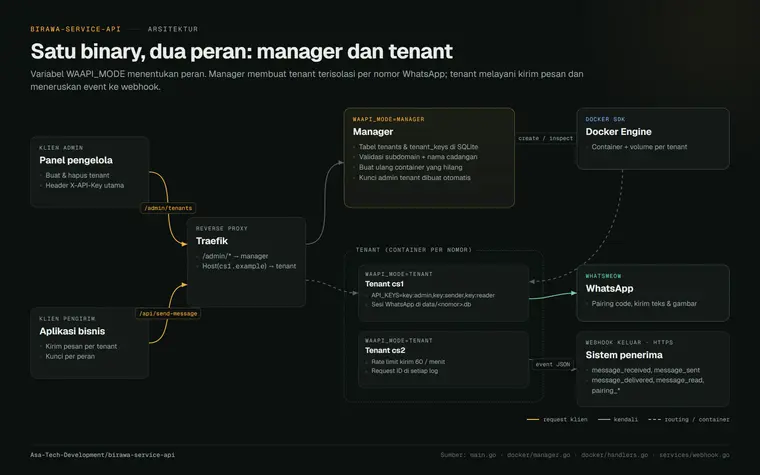 BIRAWA-SERVICE-API ARSITEKTUR
Satu binary, dua peran: manager dan tenant
Variabel WAAPI_MODE menentukan peran. Manager membuat tenant terisolasi per nomor WhatsApp; tenant melayani kirim pesan dan
meneruskan event ke webhook.
KLIEN ADMIN
Panel pengelola
Buat & hapus tenant
Header X-API-Key utama
/admin/tenants
KLIEN PENGIRIM
Aplikasi bisnis
Kirim pesan per tenant
Kunci per peran
/api/send-message
REVERSE PROXY
Traefik
/admin/* → manager
Host(cs1.example) → tenant
WAAPI_MODE=MANAGER
Manager
Tabel tenants & tenant_keys di SQLite
Validasi subdomain + nama cadangan
Buat ulang container yang hilang
Kunci admin tenant dibuat otomatis
create / inspect
DOCKER SDK
Docker Engine
Container + volume per tenant
TENANT (CONTAINER PER NOMOR)
WAAPI_MODE=TENANT
Tenant cs1
API_KEYS=key:admin,key:sender,key:reader
Sesi WhatsApp di data/<nomor>.db
WAAPI_MODE=TENANT
Tenant cs2
Rate limit kirim 60 / menit
Request ID di setiap log
WHATSMEOW
WhatsApp
Pairing code, kirim teks & gambar
event JSON
WEBHOOK KELUAR · HTTPS
Sistem penerima
message_received, message_sent
message_delivered, message_read,
pairing_*
request klien
kendali
routing / container
Asa-Tech-Development/birawa-service-api
Sumber: main.go · docker/manager.go · docker/handlers.go · services/webhook.go